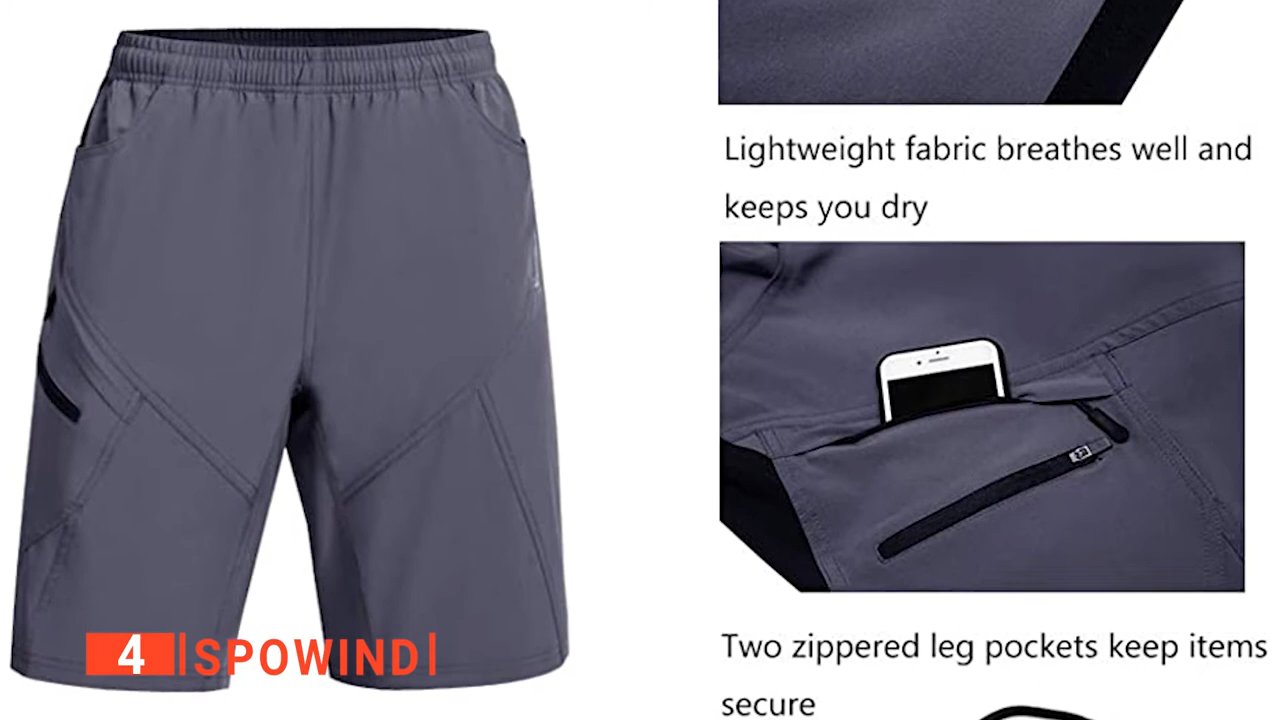 Lightweight fabric breathes well and
keeps you dry
Two zippered leg pockets keep items
secure
4 |SPOWIND|